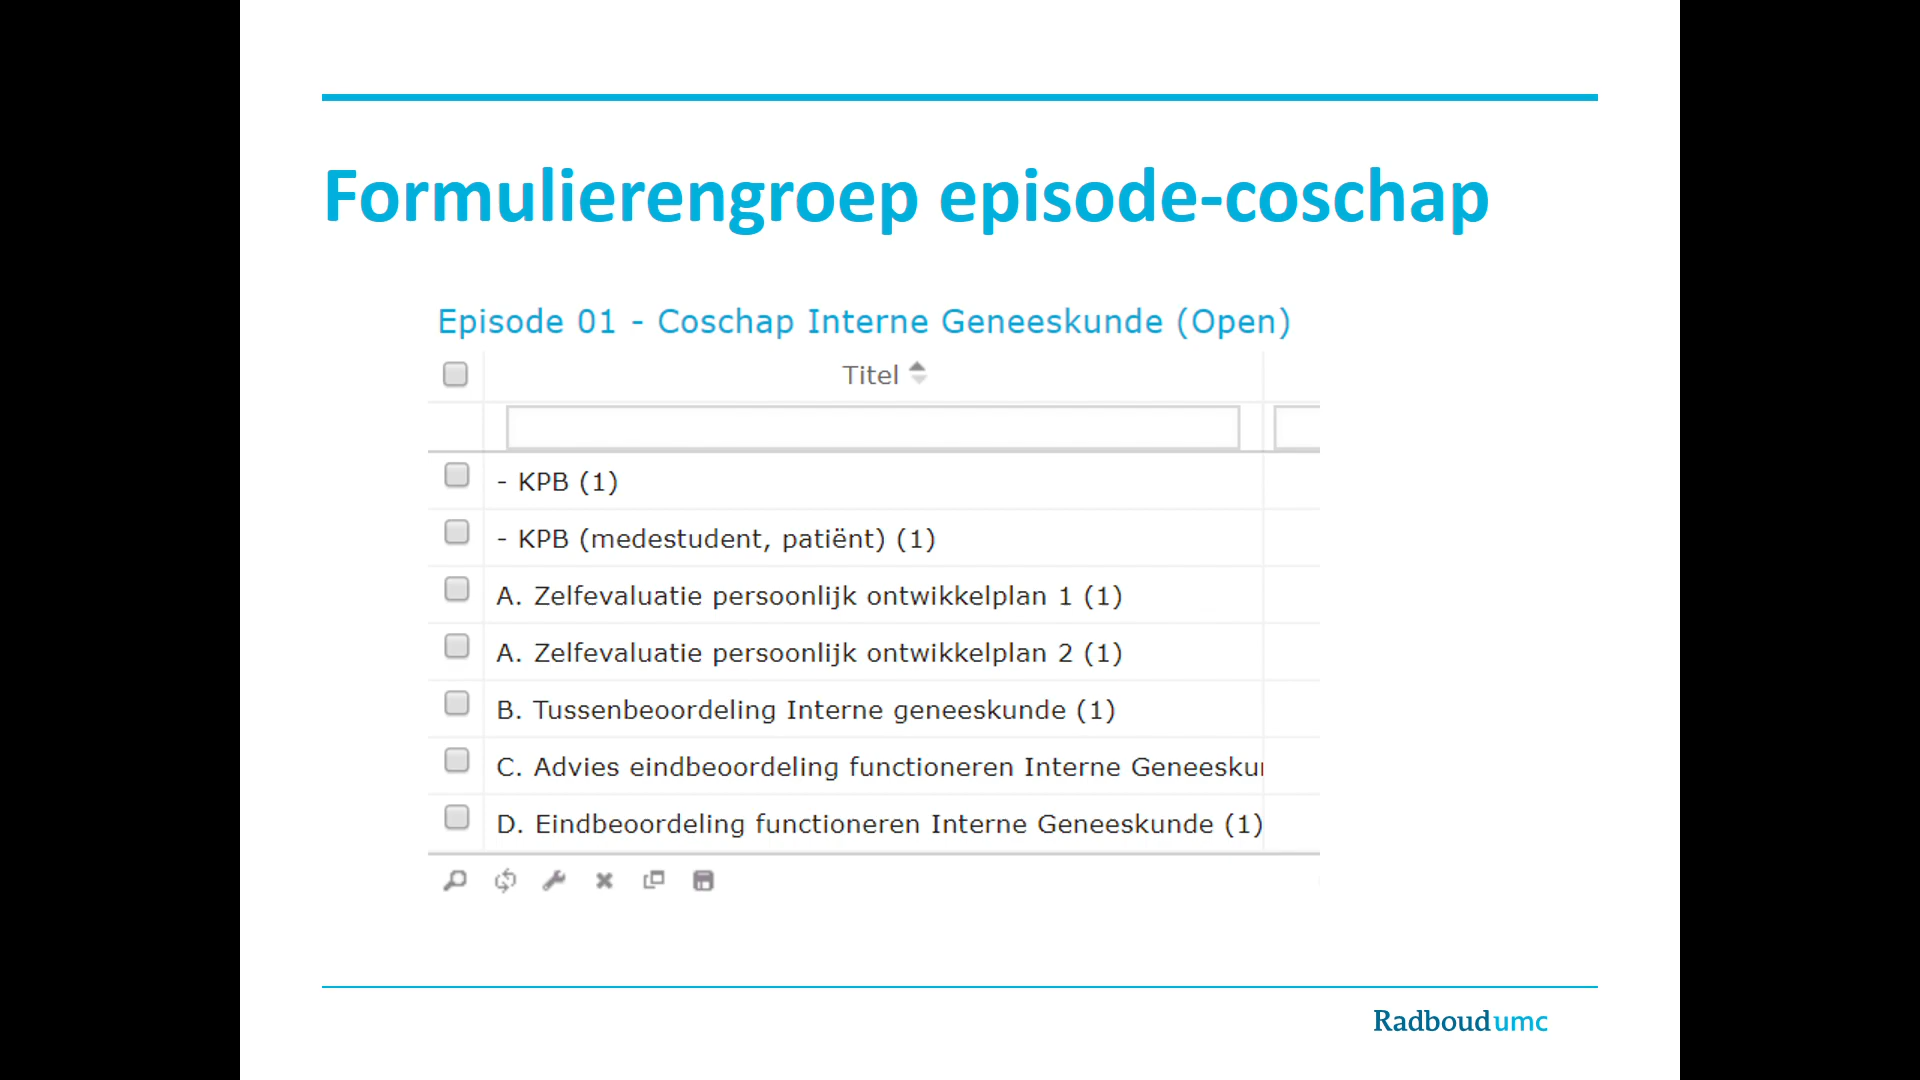 Formulierengroep episode-coschap
Episode 01 - Coschap Interne Geneeskunde (Open)
Titel
- KPB (1)
- KPB (medestudent, patiënt) (1)
A. Zelfevaluatie persoonlijk ontwikkelplan 1 (1)
A. Zelfevaluatie persoonlijk ontwikkelplan 2 (1)
B. Tussenbeoordeling Interne geneeskunde (1)
C. Advies eindbeoordeling functioneren Interne
D. Eindbeoordeling functioneren Interne Geneeskunde (1)
Radboudumc